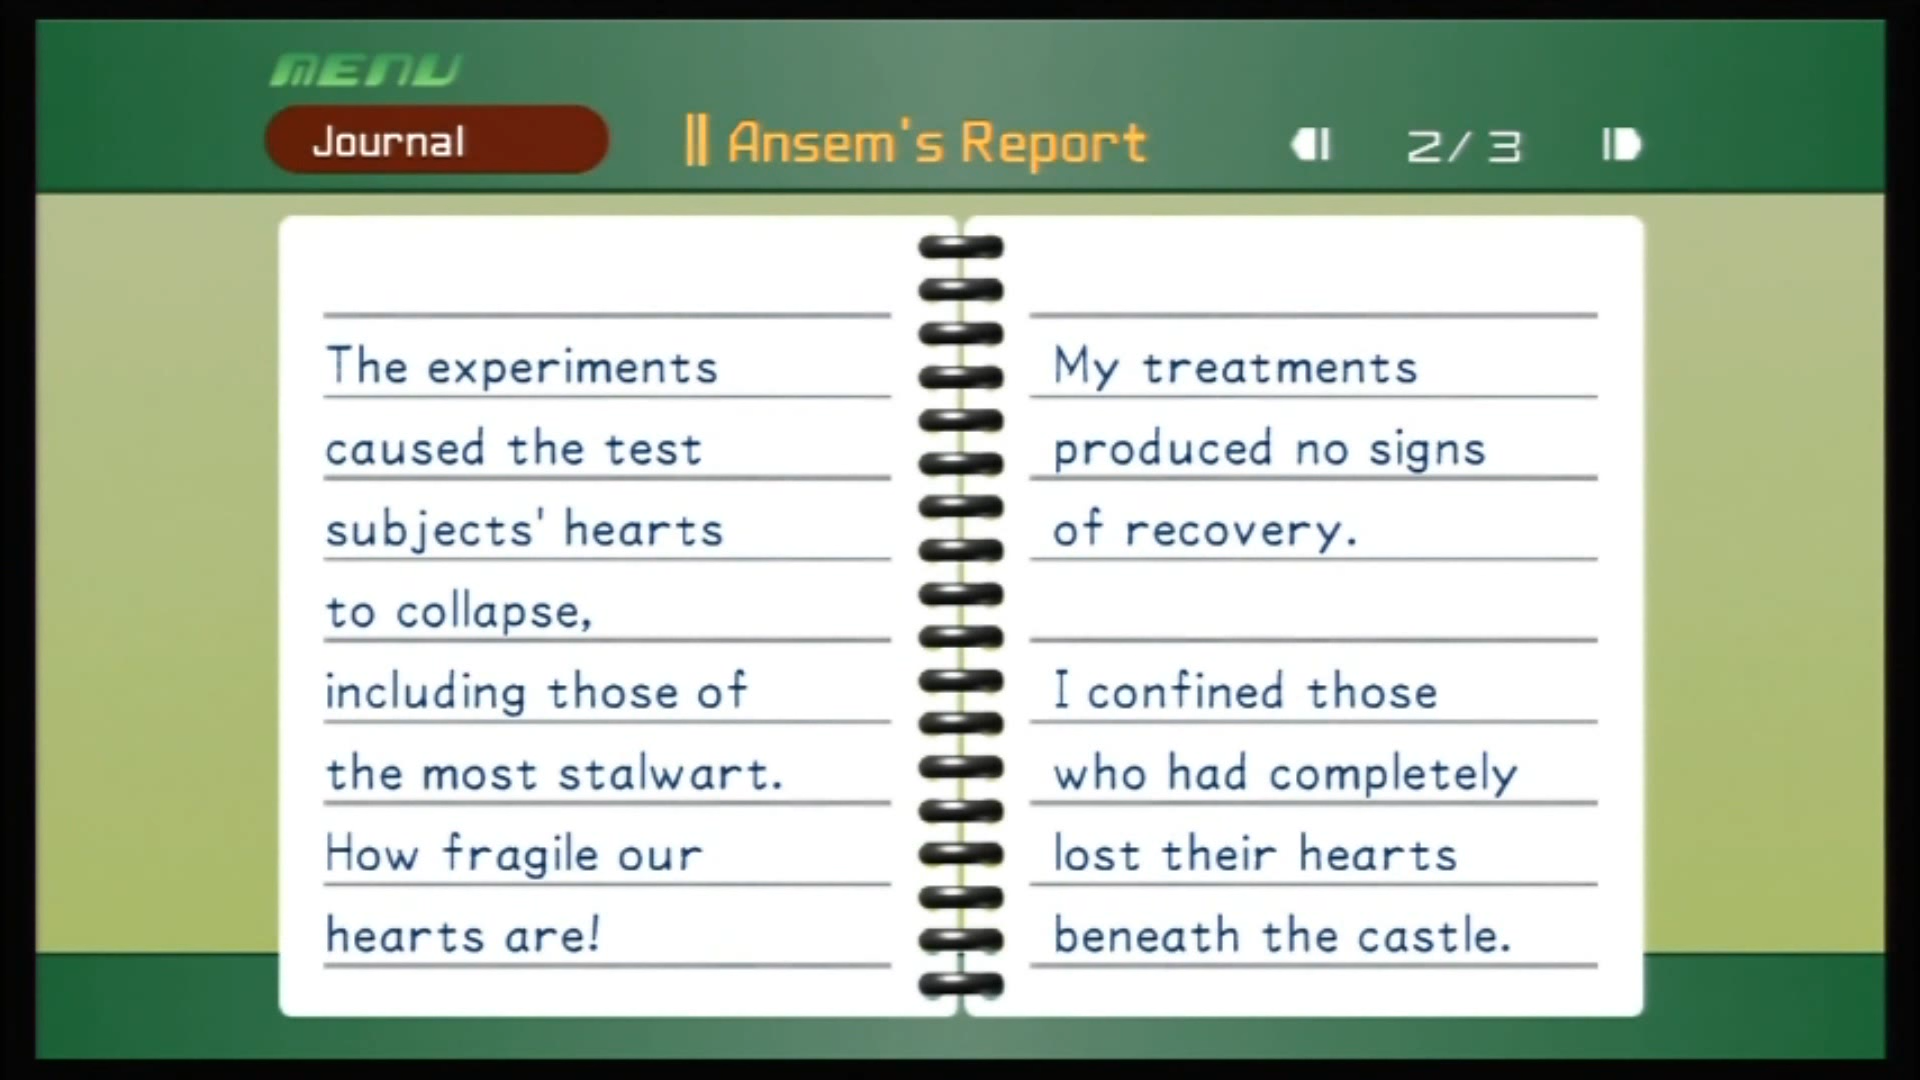 MENU
Journal
Ansem's Report
2/3
The experiments
caused the test
subjects' hearts
to collapse,
including those of
the most stalwart.
How fragile our
hearts are!
My treatments
produced no signs
of recovery.
I confined those
who had completely
lost their hearts
beneath the castle.